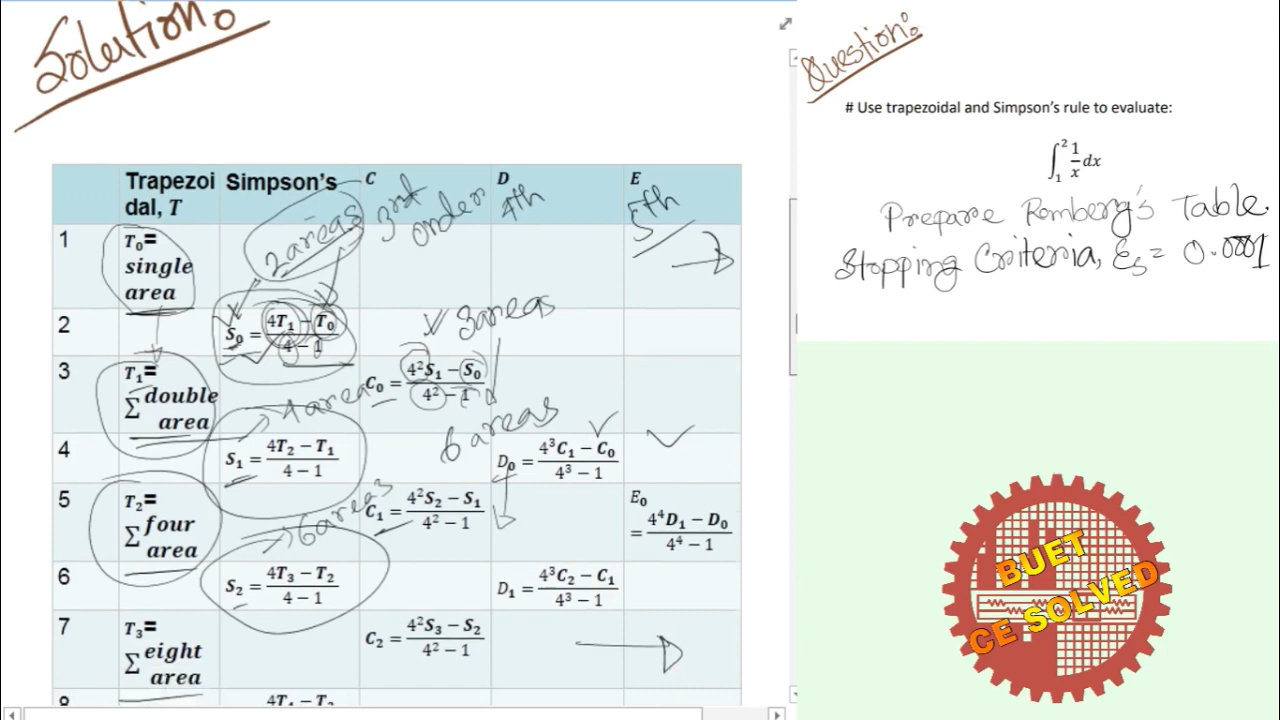 Solution:
Trapezoi Simpson's C D E
dal, T
2 areas 3rd order 4th 5th
1 T₀=
single
area
2 S₀ = (4T₁ − T₀)/(4 − 1)
3 areas
3 T₁=
∑ double
area
C₀ = (4²S₁ − S₀)/(4² − 1)
4 areas
6 areas
4 S₁ = (4T₂ − T₁)/(4 − 1) D₀ = (4³C₁ − C₀)/(4³ − 1)
5 T₂=
∑ four
area
C₁ = (4²S₂ − S₁)/(4² − 1) E₀
= (4⁴D₁ − D₀)/(4⁴ − 1)
6 areas
6 S₂ = (4T₃ − T₂)/(4 − 1) D₁ = (4³C₂ − C₁)/(4³ − 1)
7 T₃=
∑ eight
area
C₂ = (4²S₃ − S₂)/(4² − 1)
8
Question:
# Use trapezoidal and Simpson's rule to evaluate:
∫₁² 1/x dx
Prepare Romberg's Table.
Stopping Criteria, Es =
BUET
CE SOLVED